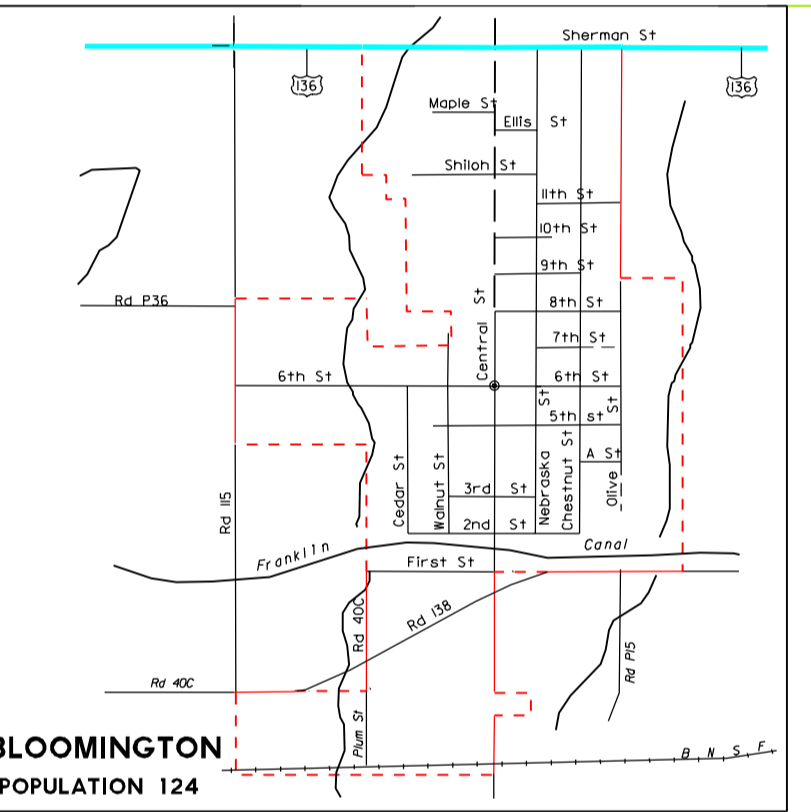 Sherman St
136
136
Maple St
Ellis St
Shiloh St
11th St
10th St
9th St
8th St
Rd P36
Central St
7th St
6th St
6th St
5th st
Cedar St
Walnut St
Nebraska St
Chestnut St
Olive St
A St
3rd St
2nd St
Rd 115
Franklin Canal
First St
Rd 40C
Rd 138
Rd P15
Rd 40C
Plum St
BLOOMINGTON
POPULATION 124
B N S F